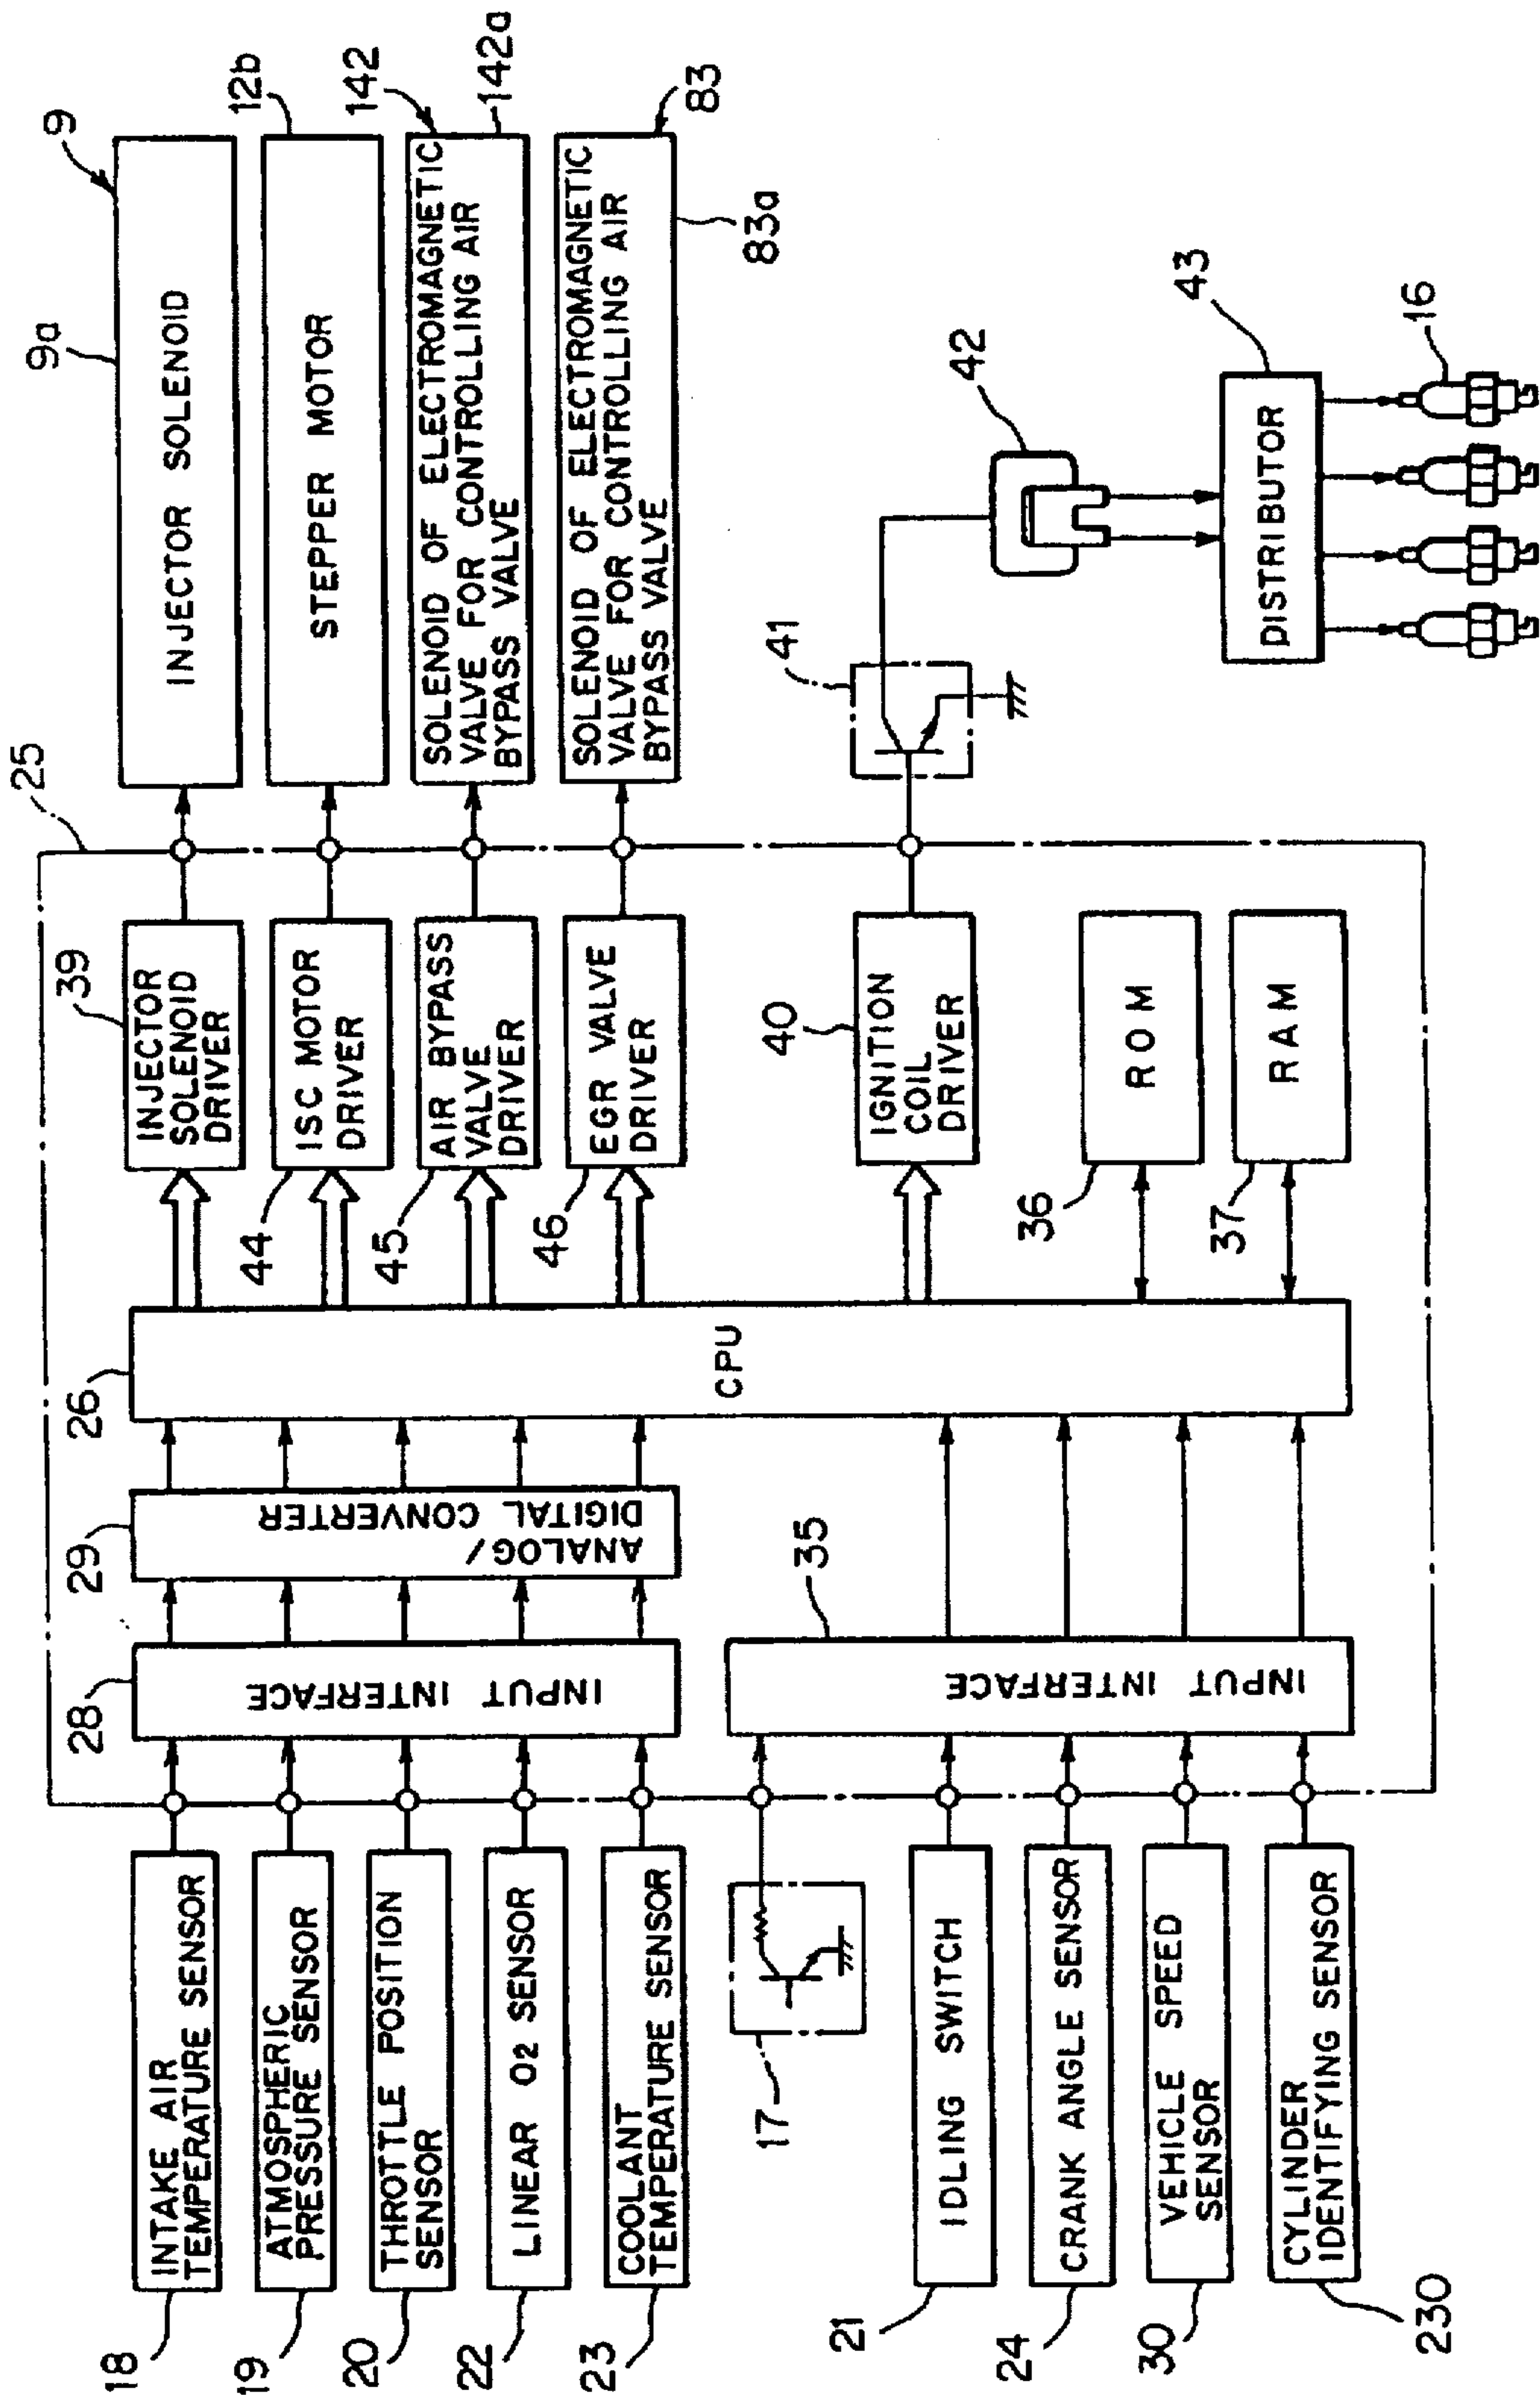 18
INTAKE AIR
TEMPERATURE SENSOR
19
ATMOSPHERIC
PRESSURE SENSOR
20
THROTTLE POSITION
SENSOR
22
LINEAR O2 SENSOR
23
COOLANT
TEMPERATURE SENSOR
17
21
IDLING SWITCH
24
CRANK ANGLE SENSOR
30
VEHICLE SPEED
SENSOR
230
CYLINDER
IDENTIFYING SENSOR
25
28
INPUT INTERFACE
29
ANALOG/
DIGITAL CONVERTER
35
INPUT INTERFACE
26
CPU
39
INJECTOR
SOLENOID
DRIVER
44
ISC MOTOR
DRIVER
45
AIR BYPASS
VALVE
DRIVER
46
EGR VALVE
DRIVER
40
IGNITION
COIL
DRIVER
36
ROM
37
RAM
9
9a
INJECTOR SOLENOID
12b
STEPPER MOTOR
142
142a
SOLENOID OF ELECTROMAGNETIC
VALVE FOR CONTROLLING AIR
BYPASS VALVE
83
83a
SOLENOID OF ELECTROMAGNETIC
VALVE FOR CONTROLLING AIR
BYPASS VALVE
41
42
43
DISTRIBUTOR
16